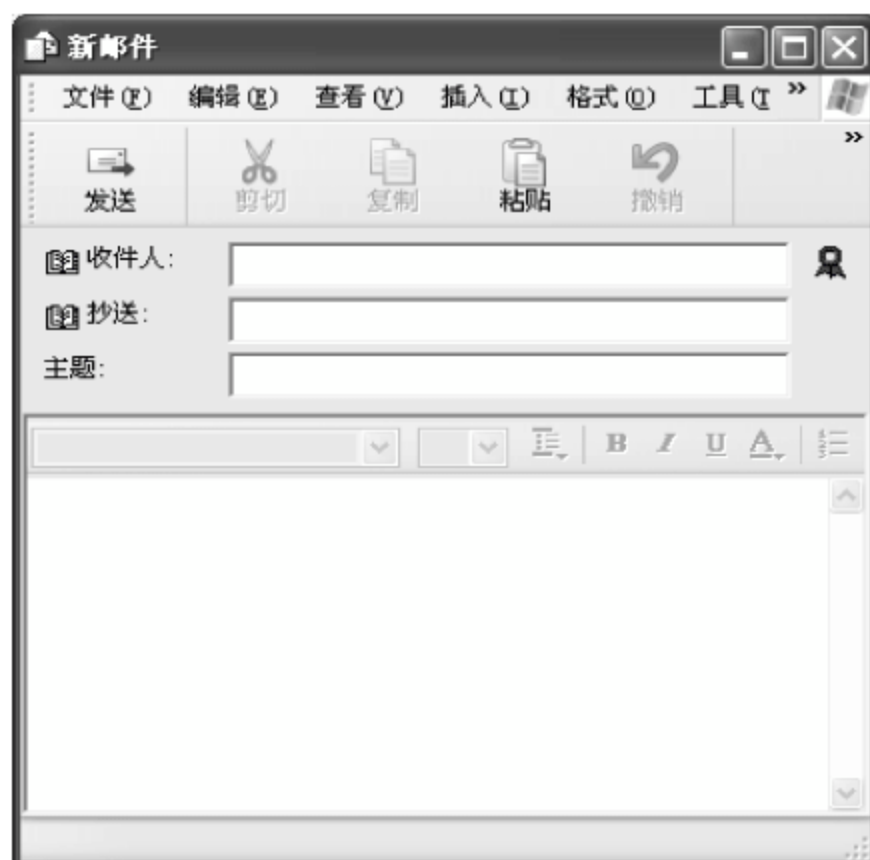 新邮件
文件(F) 编辑(E) 查看(V) 插入(I) 格式(O) 工具(T »
»
发送 剪切 复制 粘贴 撤销
收件人:
抄送:
主题:
B I U A